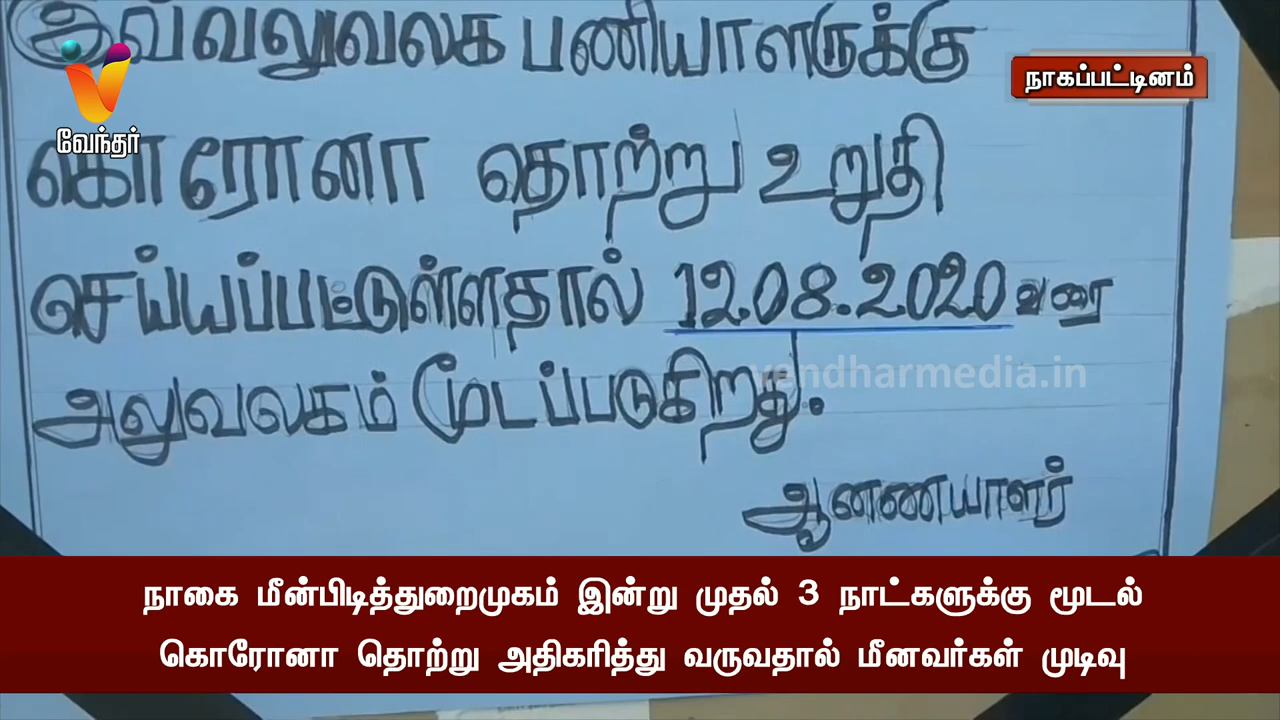 இவ்வலுவலக பணியாளருக்கு
வேந்தர்
நாகப்பட்டினம்
கொரோனா தொற்று உறுதி
செய்யப்பட்டுள்ளதால் 12.08.2020 வரை
vendharmedia.in
அலுவலகம் மூடப்படுகிறது.
ஆணையாளர்
நாகை மீன்பிடித்துறைமுகம் இன்று முதல் 3 நாட்களுக்கு மூடல்
கொரோனா தொற்று அதிகரித்து வருவதால் மீனவர்கள் முடிவு